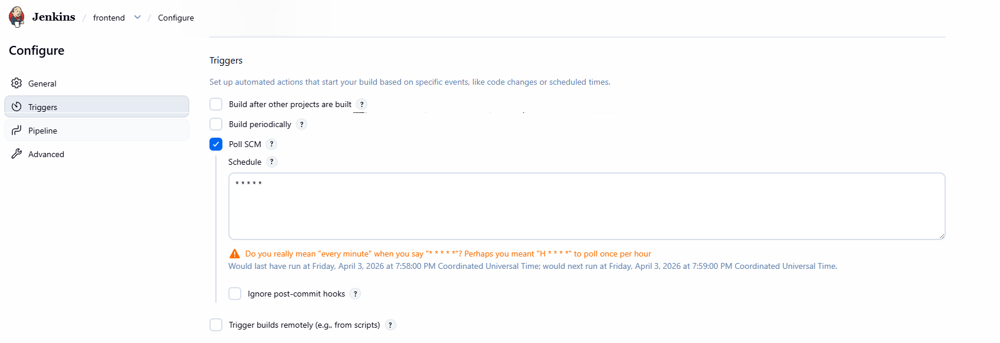 Jenkins / frontend / Configure
Configure
General
Triggers
Pipeline
Advanced
Triggers
Set up automated actions that start your build based on specific events, like code changes or scheduled times.
Build after other projects are built ?
Build periodically ?
Poll SCM ?
Schedule ?
* * * * *
Do you really mean "every minute" when you say "* * * * *"? Perhaps you meant "H * * * *" to poll once per hour
Would last have run at Friday, April 3, 2026 at 7:58:00 PM Coordinated Universal Time; would next run at Friday, April 3, 2026 at 7:59:00 PM Coordinated Universal Time.
Ignore post-commit hooks ?
Trigger builds remotely (e.g., from scripts) ?